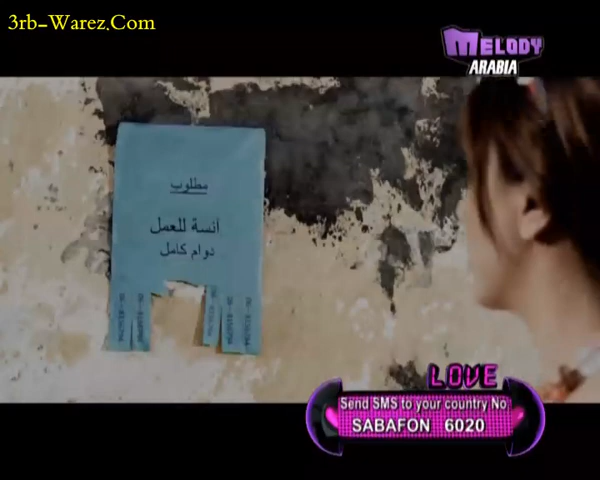 3rb-Warez.Com
MELODY
ARABIA
مطلوب
آنسة للعمل
دوام كامل
LOVE
Send SMS to your country No
SABAFON 6020